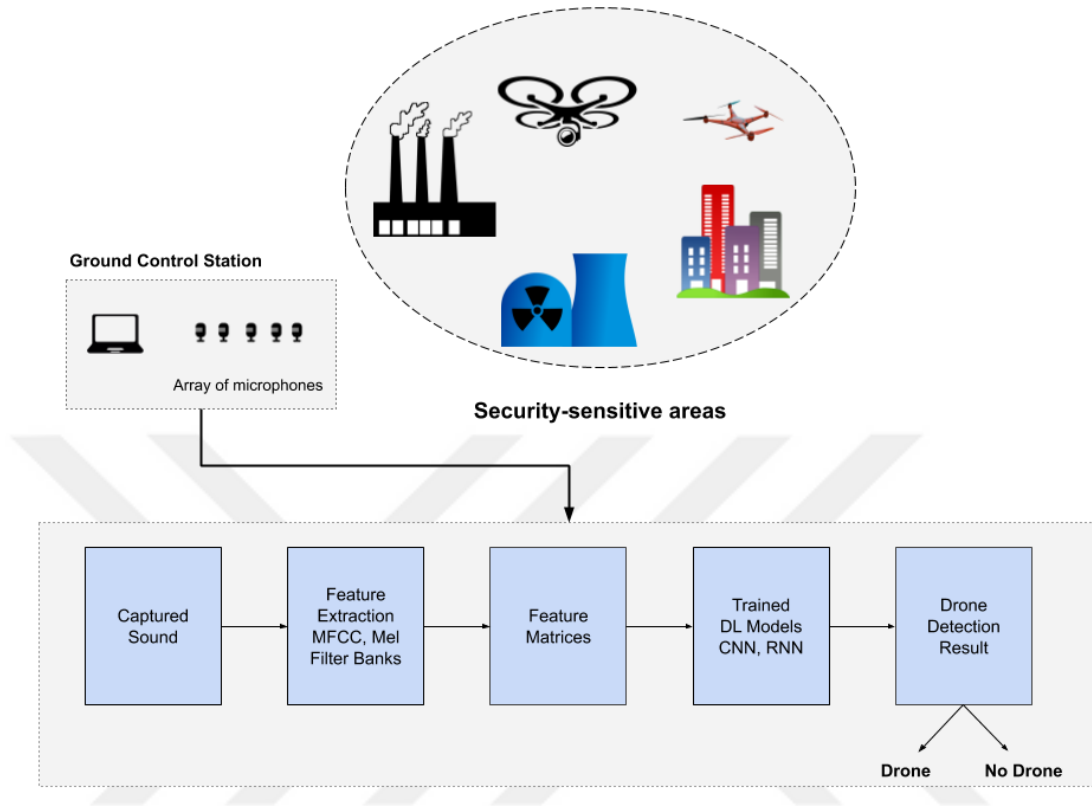 Ground Control Station
Array of microphones
Security-sensitive areas
Captured
Sound
Feature
Extraction
MFCC, Mel
Filter Banks
Feature
Matrices
Trained
DL Models
CNN, RNN
Drone
Detection
Result
Drone
No Drone